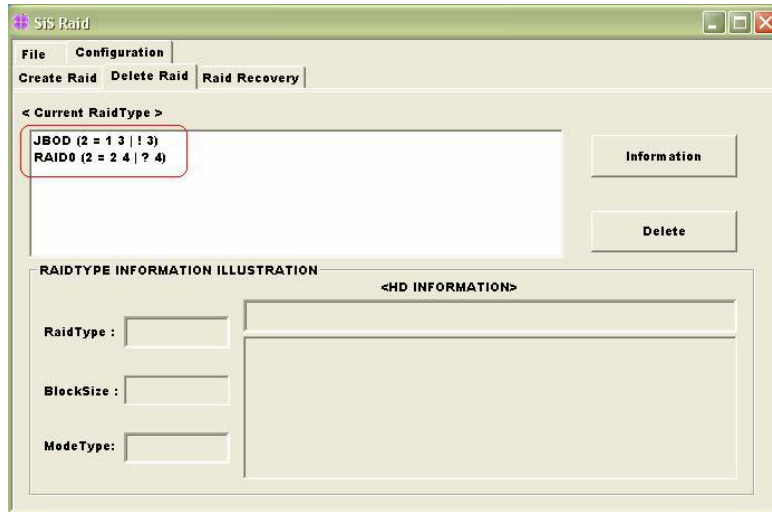 SiS Raid
File Configuration
Create Raid Delete Raid Raid Recovery
< Current RaidType >
JBOD (2 = 1 3 | ! 3)
RAID0 (2 = 2 4 | ? 4)
Information
Delete
RAIDTYPE INFORMATION ILLUSTRATION
<HD INFORMATION>
RaidType :
BlockSize :
ModeType: